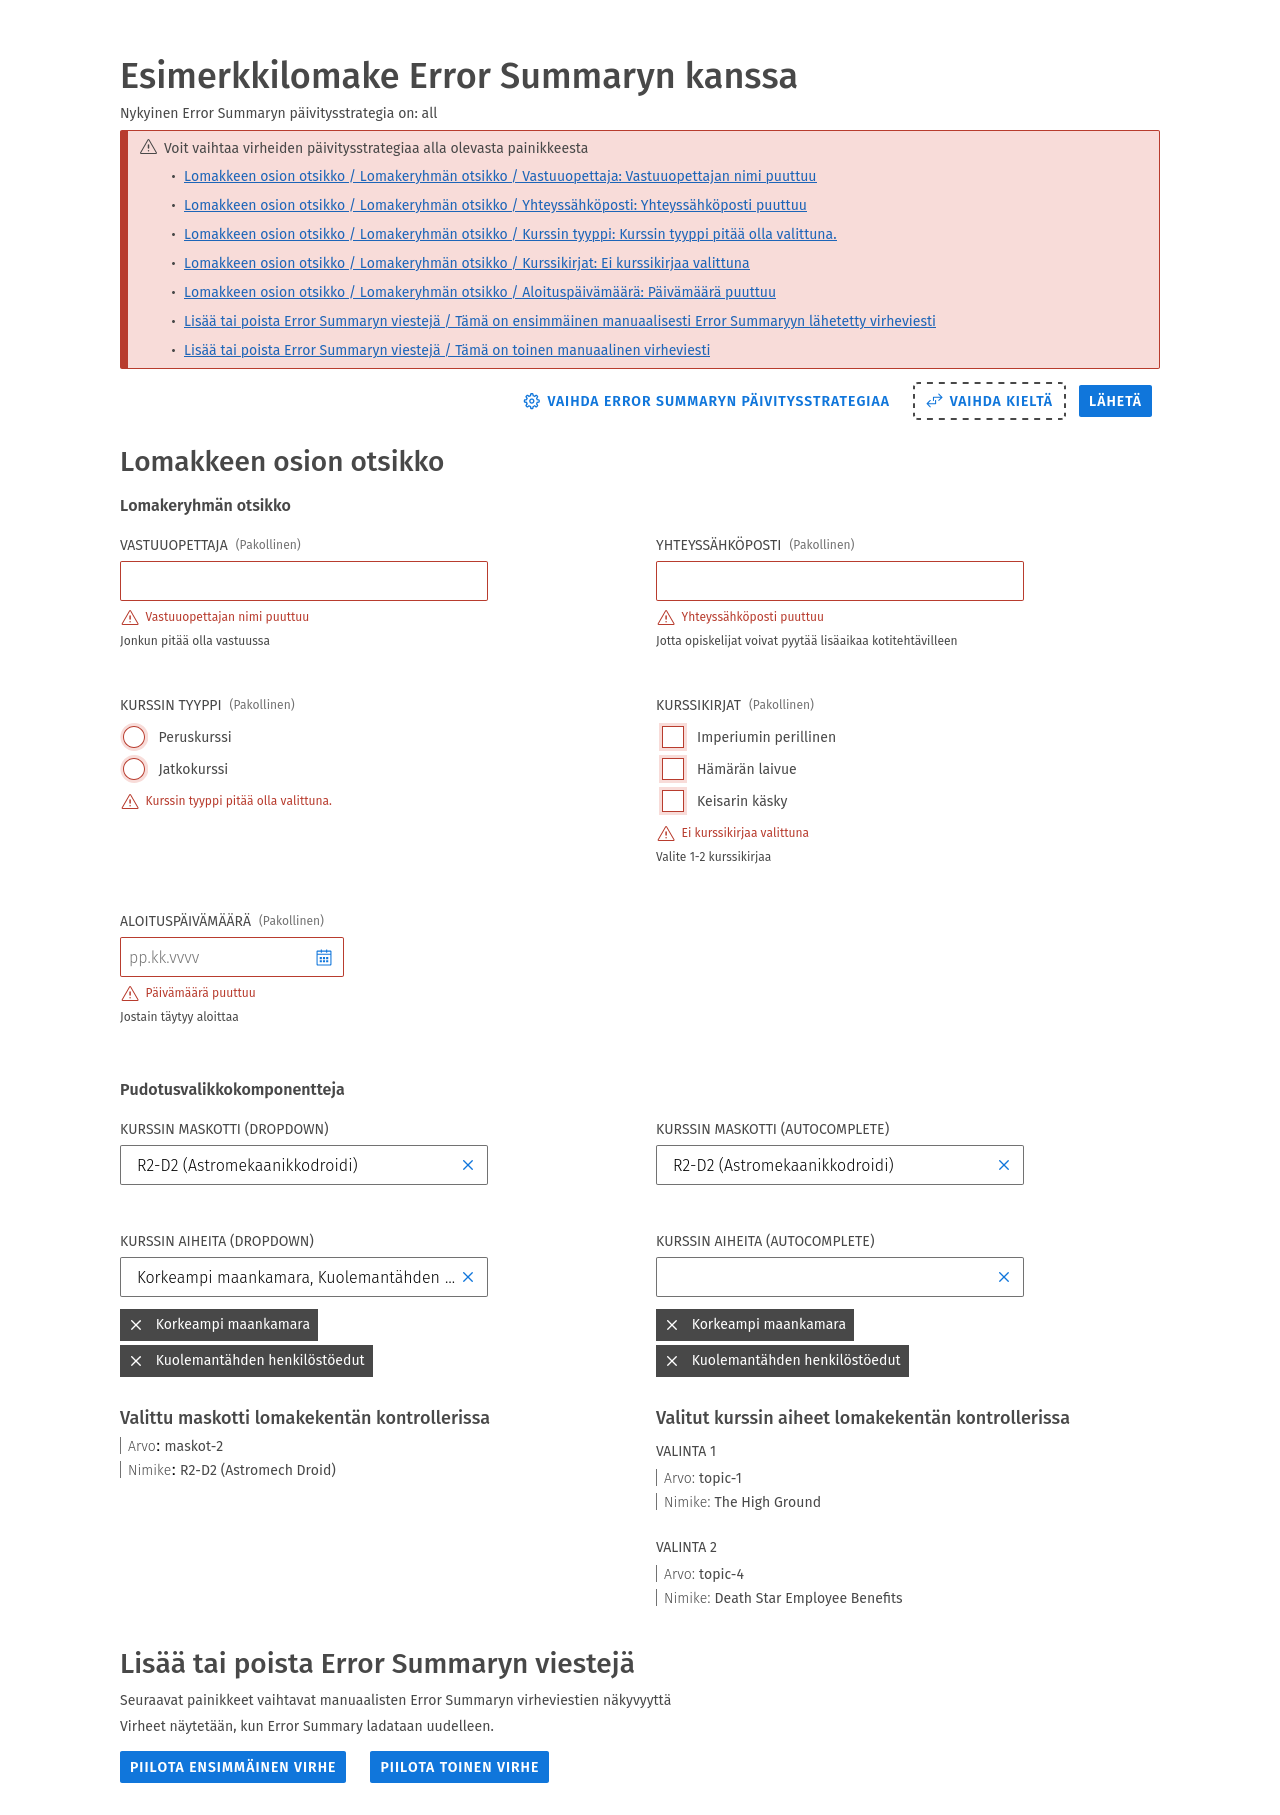 Esimerkkilomake Error Summaryn kanssa
Nykyinen Error Summaryn päivitysstrategia on: all
Voit vaihtaa virheiden päivitysstrategiaa alla olevasta painikkeesta
• Lomakkeen osion otsikko / Lomakeryhmän otsikko / Vastuuopettaja: Vastuuopettajan nimi puuttuu
• Lomakkeen osion otsikko / Lomakeryhmän otsikko / Yhteyssähköposti: Yhteyssähköposti puuttuu
• Lomakkeen osion otsikko / Lomakeryhmän otsikko / Kurssin tyyppi: Kurssin tyyppi pitää olla valittuna.
• Lomakkeen osion otsikko / Lomakeryhmän otsikko / Kurssikirjat: Ei kurssikirjaa valittuna
• Lomakkeen osion otsikko / Lomakeryhmän otsikko / Aloituspäivämäärä: Päivämäärä puuttuu
• Lisää tai poista Error Summaryn viestejä / Tämä on ensimmäinen manuaalisesti Error Summaryyn lähetetty virheviesti
• Lisää tai poista Error Summaryn viestejä / Tämä on toinen manuaalinen virheviesti
VAIHDA ERROR SUMMARYN PÄIVITYSSTRATEGIAA VAIHDA KIELTÄ LÄHETÄ
Lomakkeen osion otsikko
Lomakeryhmän otsikko
VASTUUOPETTAJA (Pakollinen)
Vastuuopettajan nimi puuttuu
Jonkun pitää olla vastuussa
YHTEYSSÄHKÖPOSTI (Pakollinen)
Yhteyssähköposti puuttuu
Jotta opiskelijat voivat pyytää lisäaikaa kotitehtävilleen
KURSSIN TYYPPI (Pakollinen)
Peruskurssi
Jatkokurssi
Kurssin tyyppi pitää olla valittuna.
KURSSIKIRJAT (Pakollinen)
Imperiumin perillinen
Hämärän laivue
Keisarin käsky
Ei kurssikirjaa valittuna
Valite 1-2 kurssikirjaa
ALOITUSPÄIVÄMÄÄRÄ (Pakollinen)
pp.kk.vvvv
Päivämäärä puuttuu
Jostain täytyy aloittaa
Pudotusvalikkokomponentteja
KURSSIN MASKOTTI (DROPDOWN)
R2-D2 (Astromekaanikkodroidi)
KURSSIN MASKOTTI (AUTOCOMPLETE)
R2-D2 (Astromekaanikkodroidi)
KURSSIN AIHEITA (DROPDOWN)
Korkeampi maankamara, Kuolemantähden ...
Korkeampi maankamara
Kuolemantähden henkilöstöedut
KURSSIN AIHEITA (AUTOCOMPLETE)
Korkeampi maankamara
Kuolemantähden henkilöstöedut
Valittu maskotti lomakekentän kontrollerissa
Arvo: maskot-2
Nimike: R2-D2 (Astromech Droid)
Valitut kurssin aiheet lomakekentän kontrollerissa
VALINTA 1
Arvo: topic-1
Nimike: The High Ground
VALINTA 2
Arvo: topic-4
Nimike: Death Star Employee Benefits
Lisää tai poista Error Summaryn viestejä
Seuraavat painikkeet vaihtavat manuaalisten Error Summaryn virheviestien näkyvyyttä
Virheet näytetään, kun Error Summary ladataan uudelleen.
PIILOTA ENSIMMÄINEN VIRHE PIILOTA TOINEN VIRHE